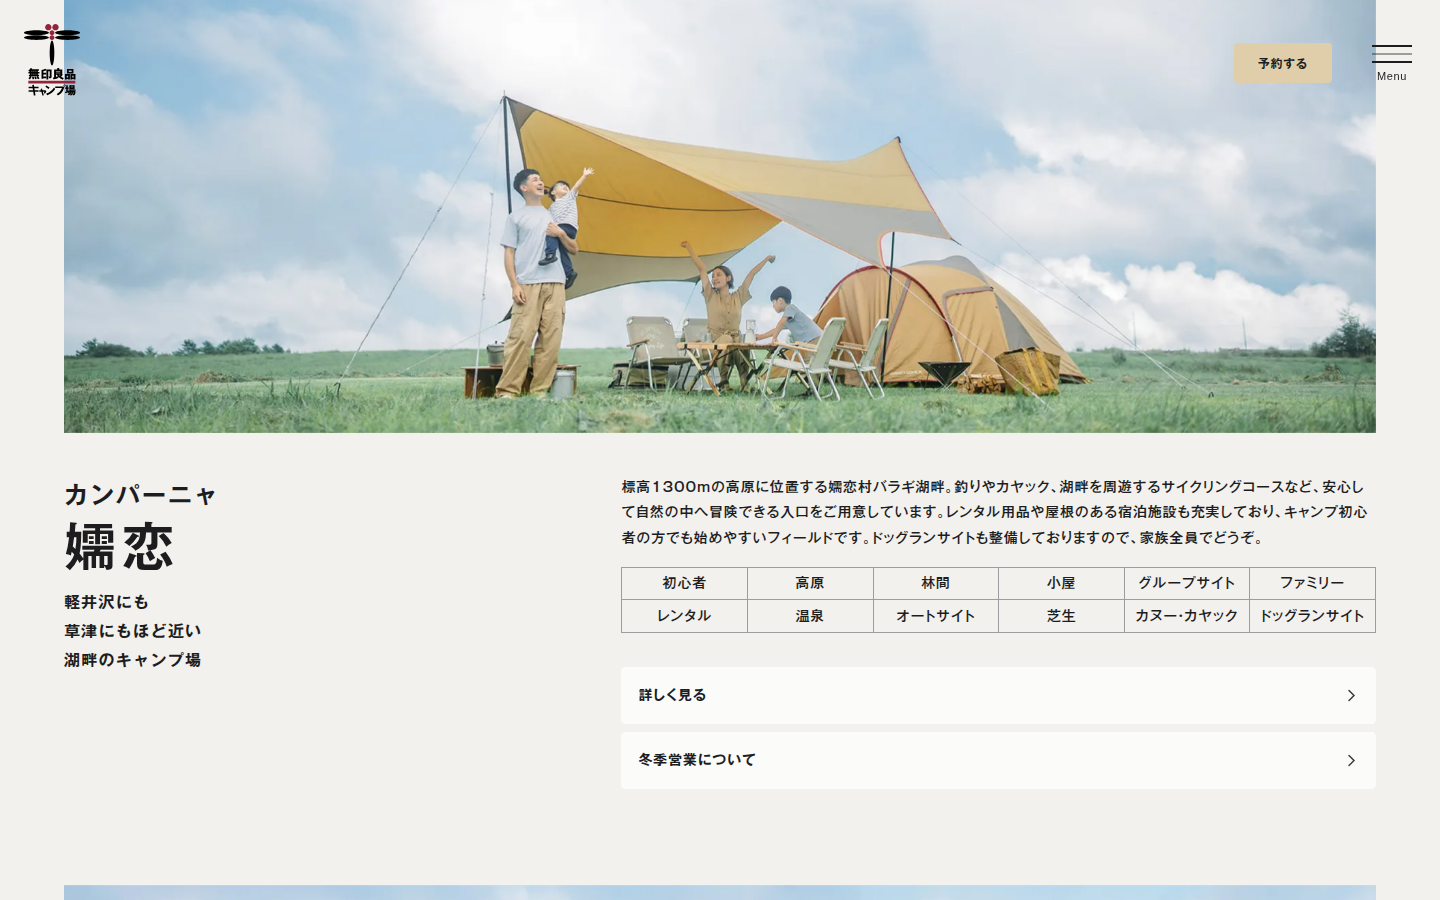 無印良品
キャンプ場
予約する
Menu
カンパーニャ
嬬恋
軽井沢にも
草津にもほど近い
湖畔のキャンプ場
標高1300mの高原に位置する嬬恋村バラギ湖畔。釣りやカヤック、湖畔を周遊するサイクリングコースなど、安心し
て自然の中へ冒険できる入口をご用意しています。レンタル用品や屋根のある宿泊施設も充実しており、キャンプ初心
者の方でも始めやすいフィールドです。ドッグランサイトも整備しておりますので、家族全員でどうぞ。
初心者 高原 林間 小屋 グループサイト ファミリー
レンタル 温泉 オートサイト 芝生 カヌー・カヤック ドッグランサイト
詳しく見る
冬季営業について